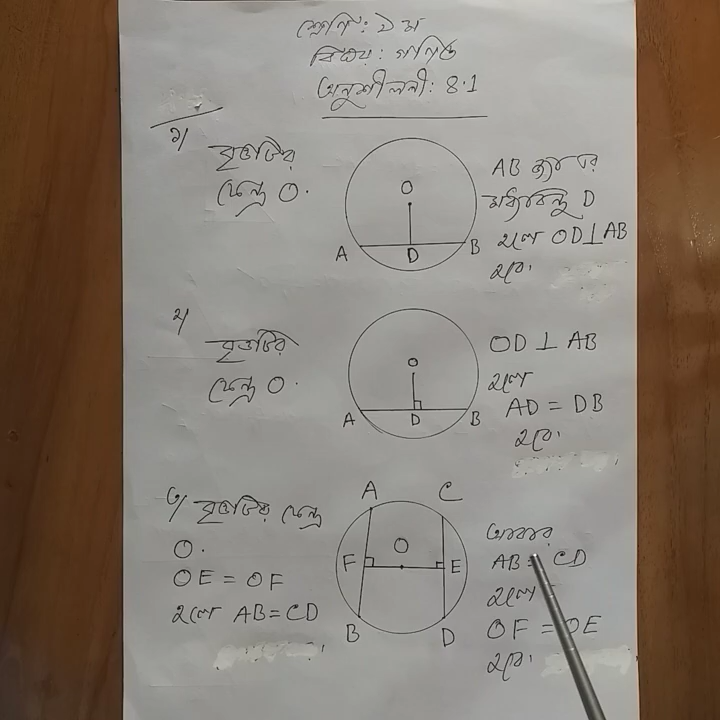 শ্রেণি: ৯ম
বিষয়: গণিত
অনুশীলনী: ৪.1
১/ বৃত্তটির
কেন্দ্র O.
O
A
D
B
AB জ্যা এর
মধ্যবিন্দু D
হলে OD⊥AB
হবে।
২/ বৃত্তটির
কেন্দ্র O.
O
A
D
B
OD ⊥ AB
হলে
AD = DB
হবে।
৩/ বৃত্তটির কেন্দ্র
O.
OE = OF
হলে AB=CD
A
C
F
O
E
B
D
আবার
AB = CD
হলে
OF = OE
হবে।